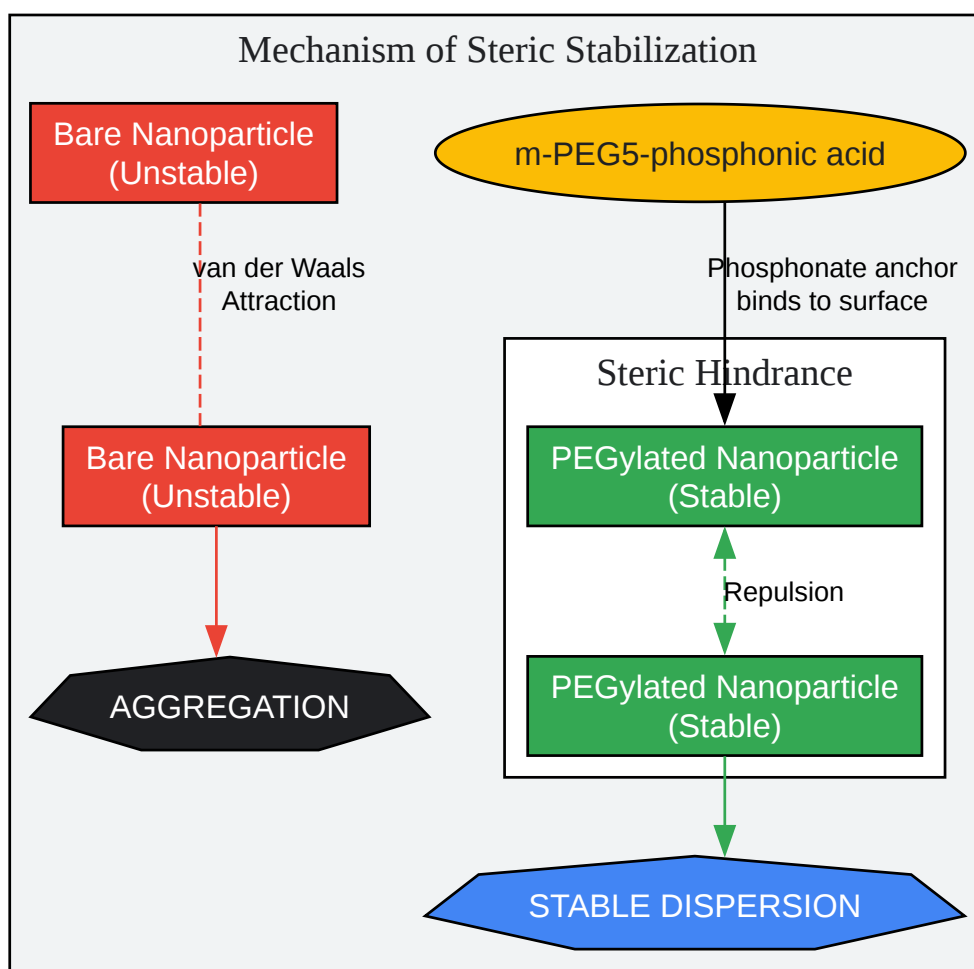 Mechanism of Steric Stabilization
Bare Nanoparticle
(Unstable)
van der Waals
Attraction
Bare Nanoparticle
(Unstable)
AGGREGATION
m-PEG5-phosphonic acid
Phosphonate anchor
binds to surface
Steric Hindrance
PEGylated Nanoparticle
(Stable)
Repulsion
PEGylated Nanoparticle
(Stable)
STABLE DISPERSION